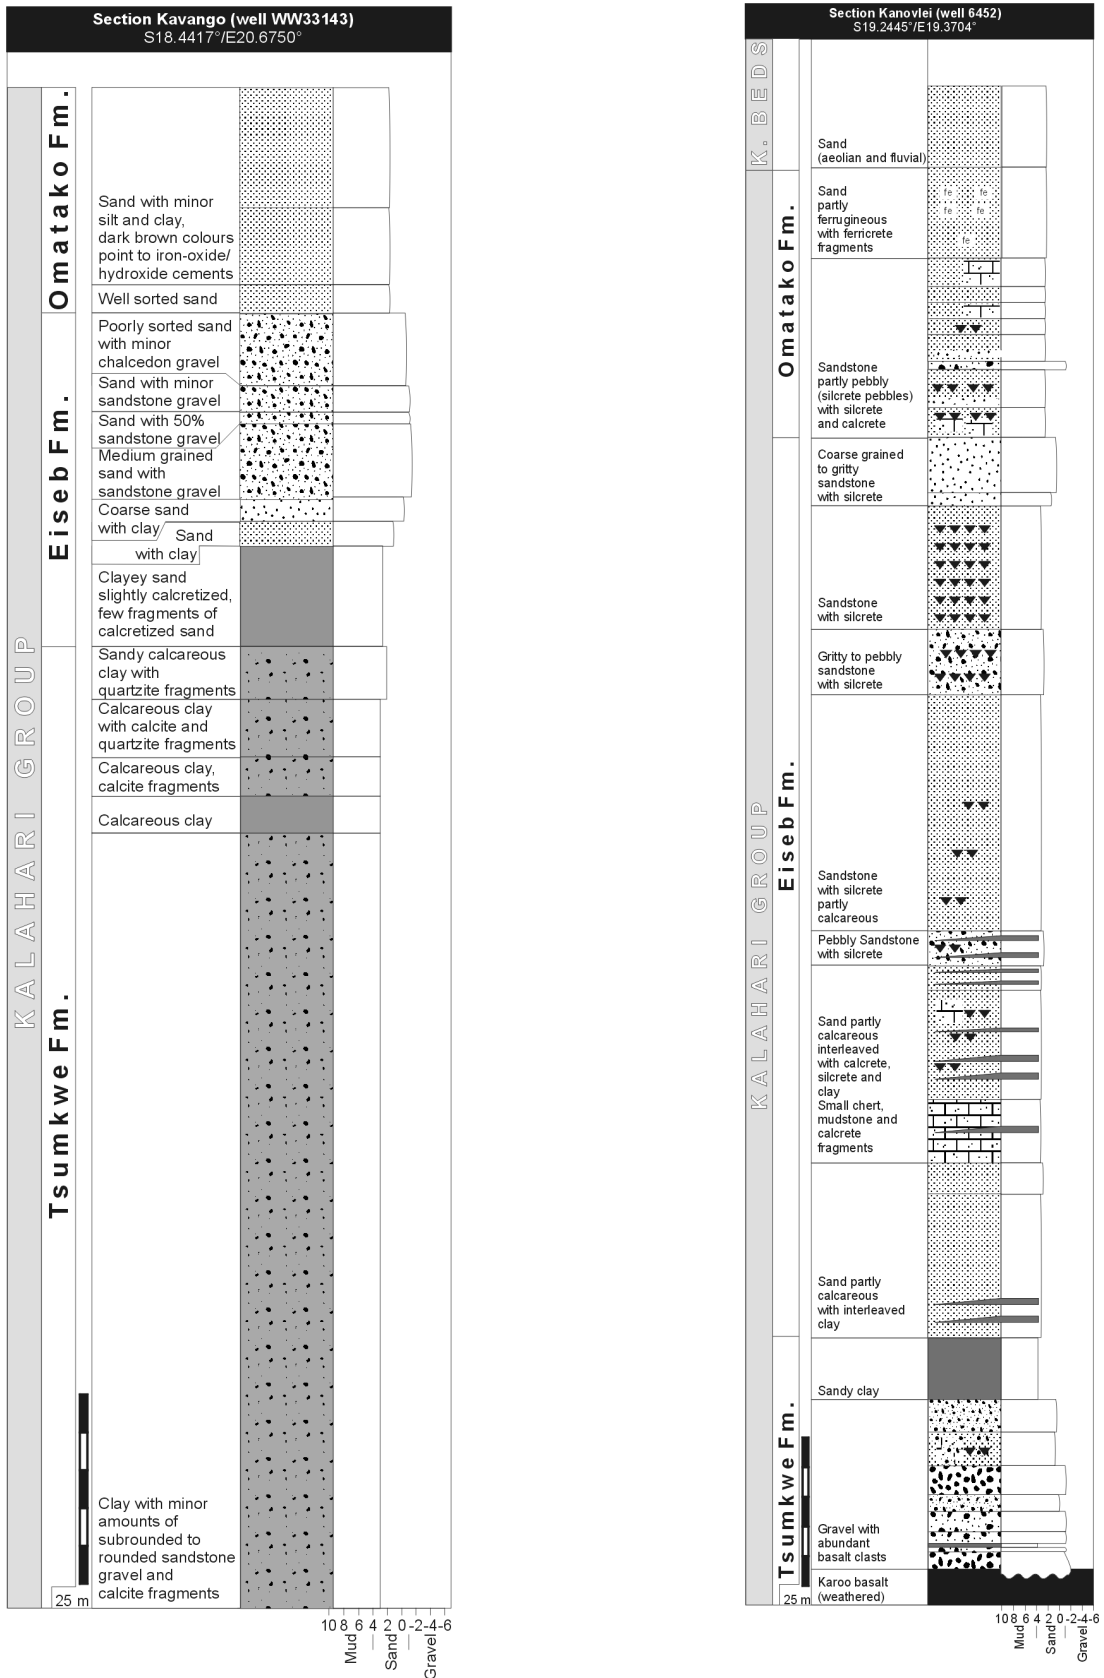 Section Kavango (well WW33143)
S18.4417°/E20.6750°
KALAHARI GROUP
Omatako Fm.
Eiseb Fm.
Tsumkwe Fm.
Sand with minor
silt and clay,
dark brown colours
point to iron-oxide/
hydroxide cements
Well sorted sand
Poorly sorted sand
with minor
chalcedon gravel
Sand with minor
sandstone gravel
Sand with 50%
sandstone gravel
Medium grained
sand with
sandstone gravel
Coarse sand
with clay
Sand
with clay
Clayey sand
slightly calcretized,
few fragments of
calcretized sand
Sandy calcareous
clay with
quartzite fragments
Calcareous clay
with calcite and
quartzite fragments
Calcareous clay,
calcite fragments
Calcareous clay
Clay with minor
amounts of
subrounded to
rounded sandstone
gravel and
calcite fragments
25 m
10 8 6 4 2 0 -2-4-6
Mud
Sand
Gravel
Section Kanovlei (well 6452)
S19.2445°/E19.3704°
K. BEDS
KALAHARI GROUP
Omatako Fm.
Eiseb Fm.
Tsumkwe Fm.
Sand
(aeolian and fluvial)
Sand
partly
ferrugineous
with ferricrete
fragments
fe fe
fe fe
fe
Sandstone
partly pebbly
(silcrete pebbles)
with silcrete
and calcrete
Coarse grained
to gritty
sandstone
with silcrete
Sandstone
with silcrete
Gritty to pebbly
sandstone
with silcrete
Sandstone
with silcrete
partly
calcareous
Pebbly Sandstone
with silcrete
Sand partly
calcareous
interleaved
with calcrete,
silcrete and
clay
Small chert,
mudstone and
calcrete
fragments
Sand partly
calcareous
with interleaved
clay
Sandy clay
Gravel with
abundant
basalt clasts
Karoo basalt
(weathered)
25 m
10 8 6 4 2 0 -2-4-6
Mud
Sand
Gravel